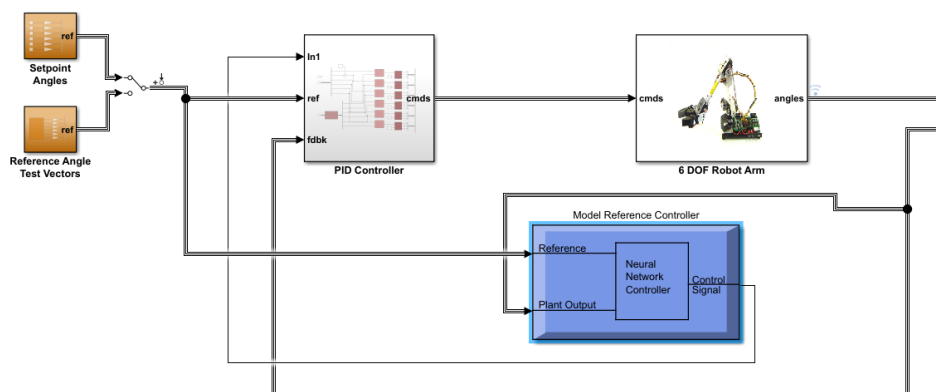 ref
Setpoint
Angles
ref
Reference Angle
Test Vectors
In1
ref
cmds
fdbk
PID Controller
cmds
angles
6 DOF Robot Arm
Model Reference Controller
Reference
Neural
Network
Controller
Control
Signal
Plant Output